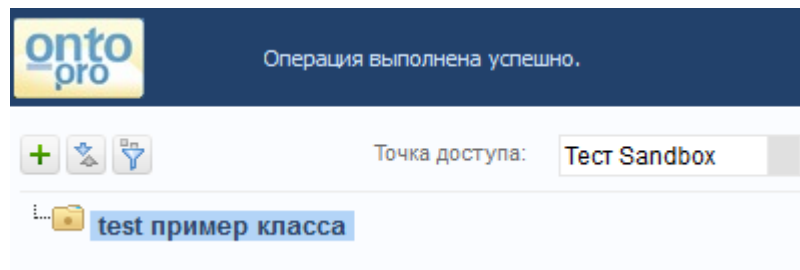 onto
pro
Операция выполнена успешно.
Точка доступа: Тест Sandbox
test пример класса